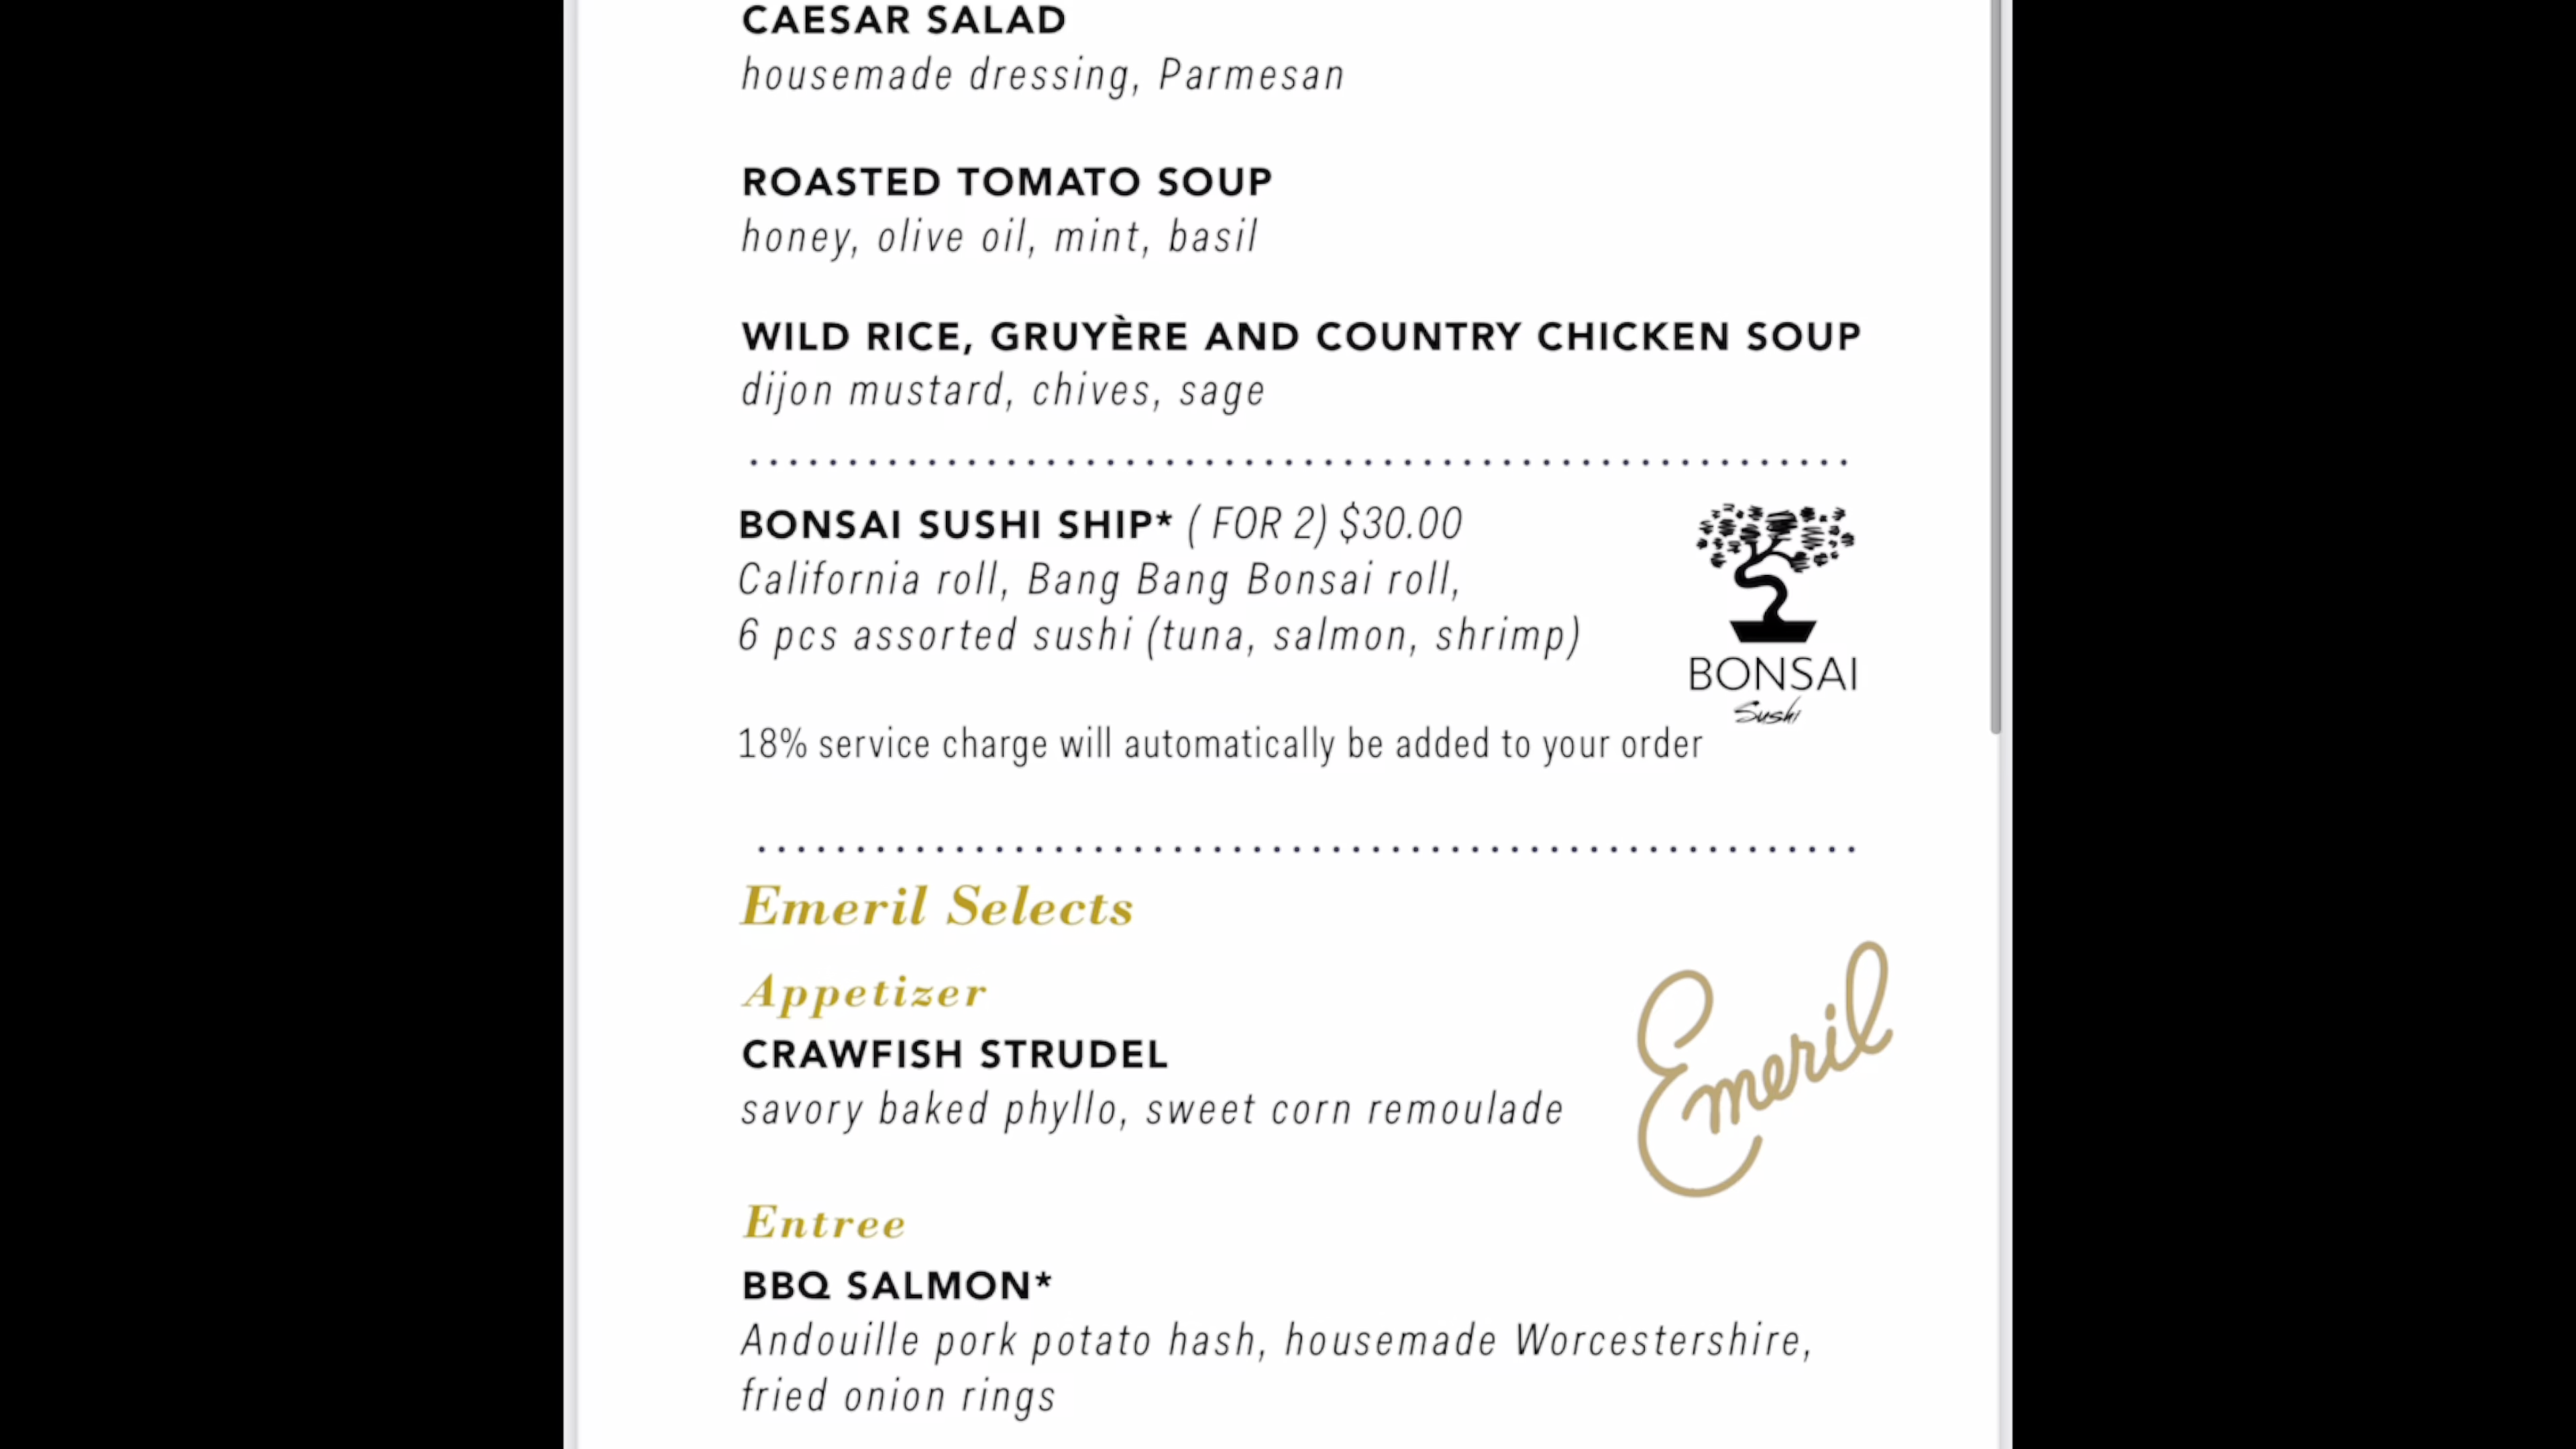 CAESAR SALAD
housemade dressing, Parmesan
ROASTED TOMATO SOUP
honey, olive oil, mint, basil
WILD RICE, GRUYÈRE AND COUNTRY CHICKEN SOUP
dijon mustard, chives, sage
BONSAI SUSHI SHIP* ( FOR 2) $30.00
California roll, Bang Bang Bonsai roll,
6 pcs assorted sushi (tuna, salmon, shrimp)
BONSAI
Sushi
18% service charge will automatically be added to your order
Emeril Selects
Appetizer
CRAWFISH STRUDEL
savory baked phyllo, sweet corn remoulade
Emeril
Entree
BBQ SALMON*
Andouille pork potato hash, housemade Worcestershire,
fried onion rings